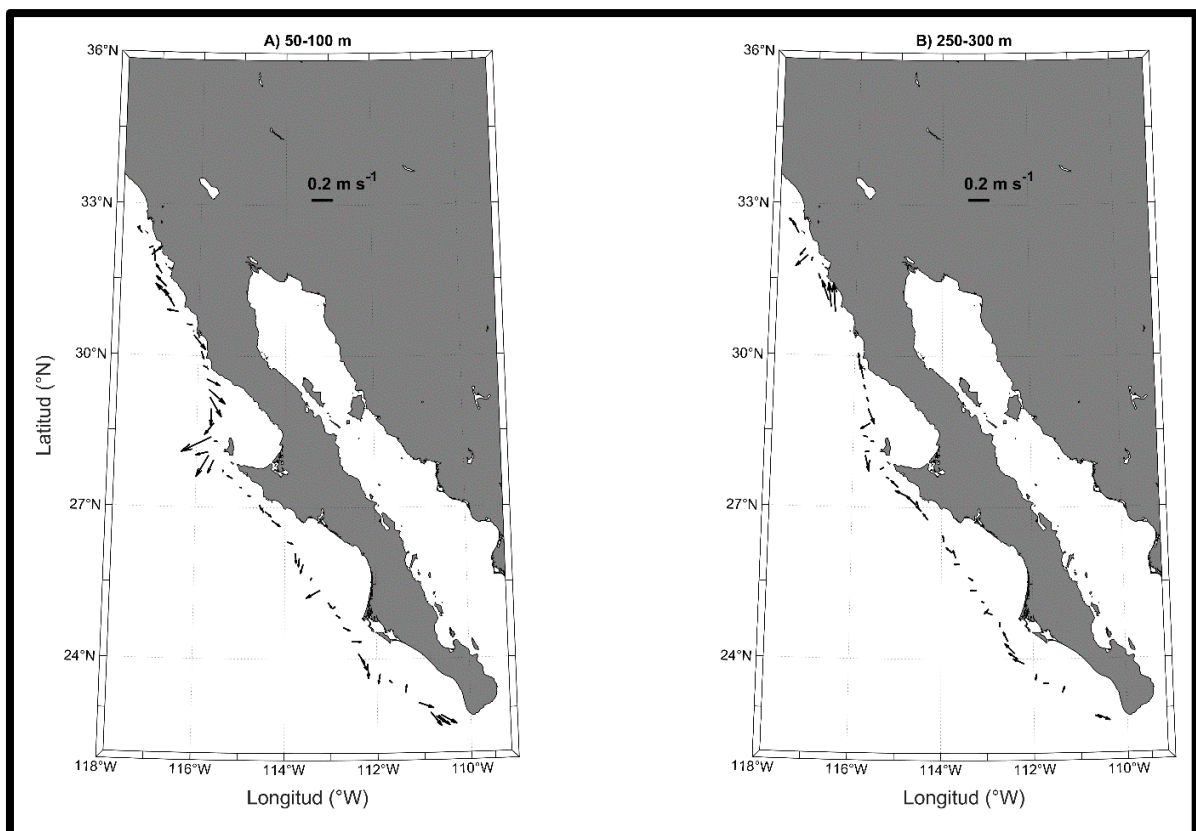 A) 50-100 m
36°N
33°N
30°N
27°N
24°N
0.2 m s⁻¹
118°W 116°W 114°W 112°W 110°W
Latitud (°N)
Longitud (°W)
B) 250-300 m
36°N
33°N
30°N
27°N
24°N
0.2 m s⁻¹
118°W 116°W 114°W 112°W 110°W
Longitud (°W)